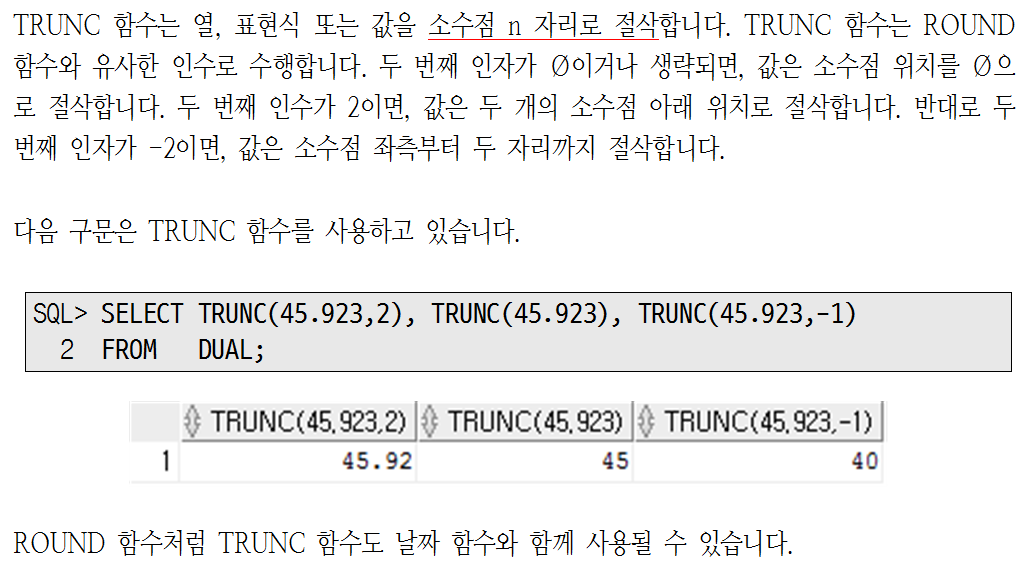 TRUNC 함수는 열, 표현식 또는 값을 소수점 n 자리로 절삭합니다. TRUNC 함수는 ROUND
함수와 유사한 인수로 수행합니다. 두 번째 인자가 0이거나 생략되면, 값은 소수점 위치를 0으
로 절삭합니다. 두 번째 인수가 2이면, 값은 두 개의 소수점 아래 위치로 절삭합니다. 반대로 두
번째 인자가 -2이면, 값은 소수점 좌측부터 두 자리까지 절삭합니다.
다음 구문은 TRUNC 함수를 사용하고 있습니다.
SQL> SELECT TRUNC(45.923,2), TRUNC(45.923), TRUNC(45.923,-1)
2 FROM DUAL;
TRUNC(45,923,2) TRUNC(45,923) TRUNC(45,923,-1)
1 45.92 45 40
ROUND 함수처럼 TRUNC 함수도 날짜 함수와 함께 사용될 수 있습니다.